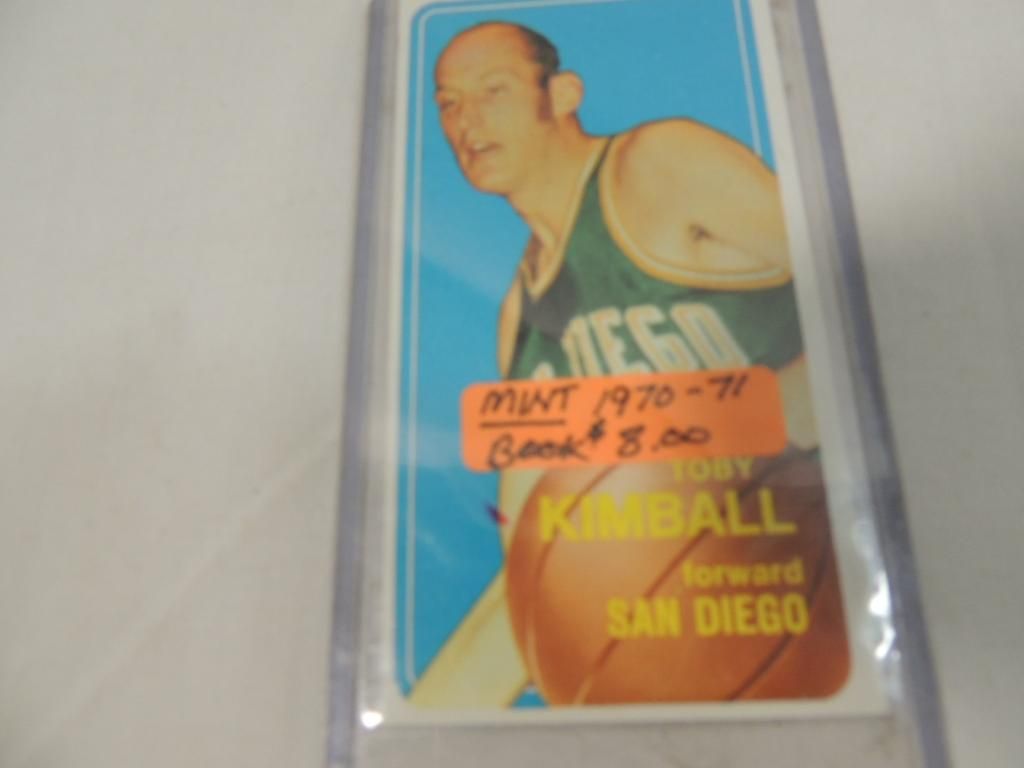 DIEGO
MINT 1970-71
BOOK $ 8.00
TOBY
KIMBALL
forward
SAN DIEGO